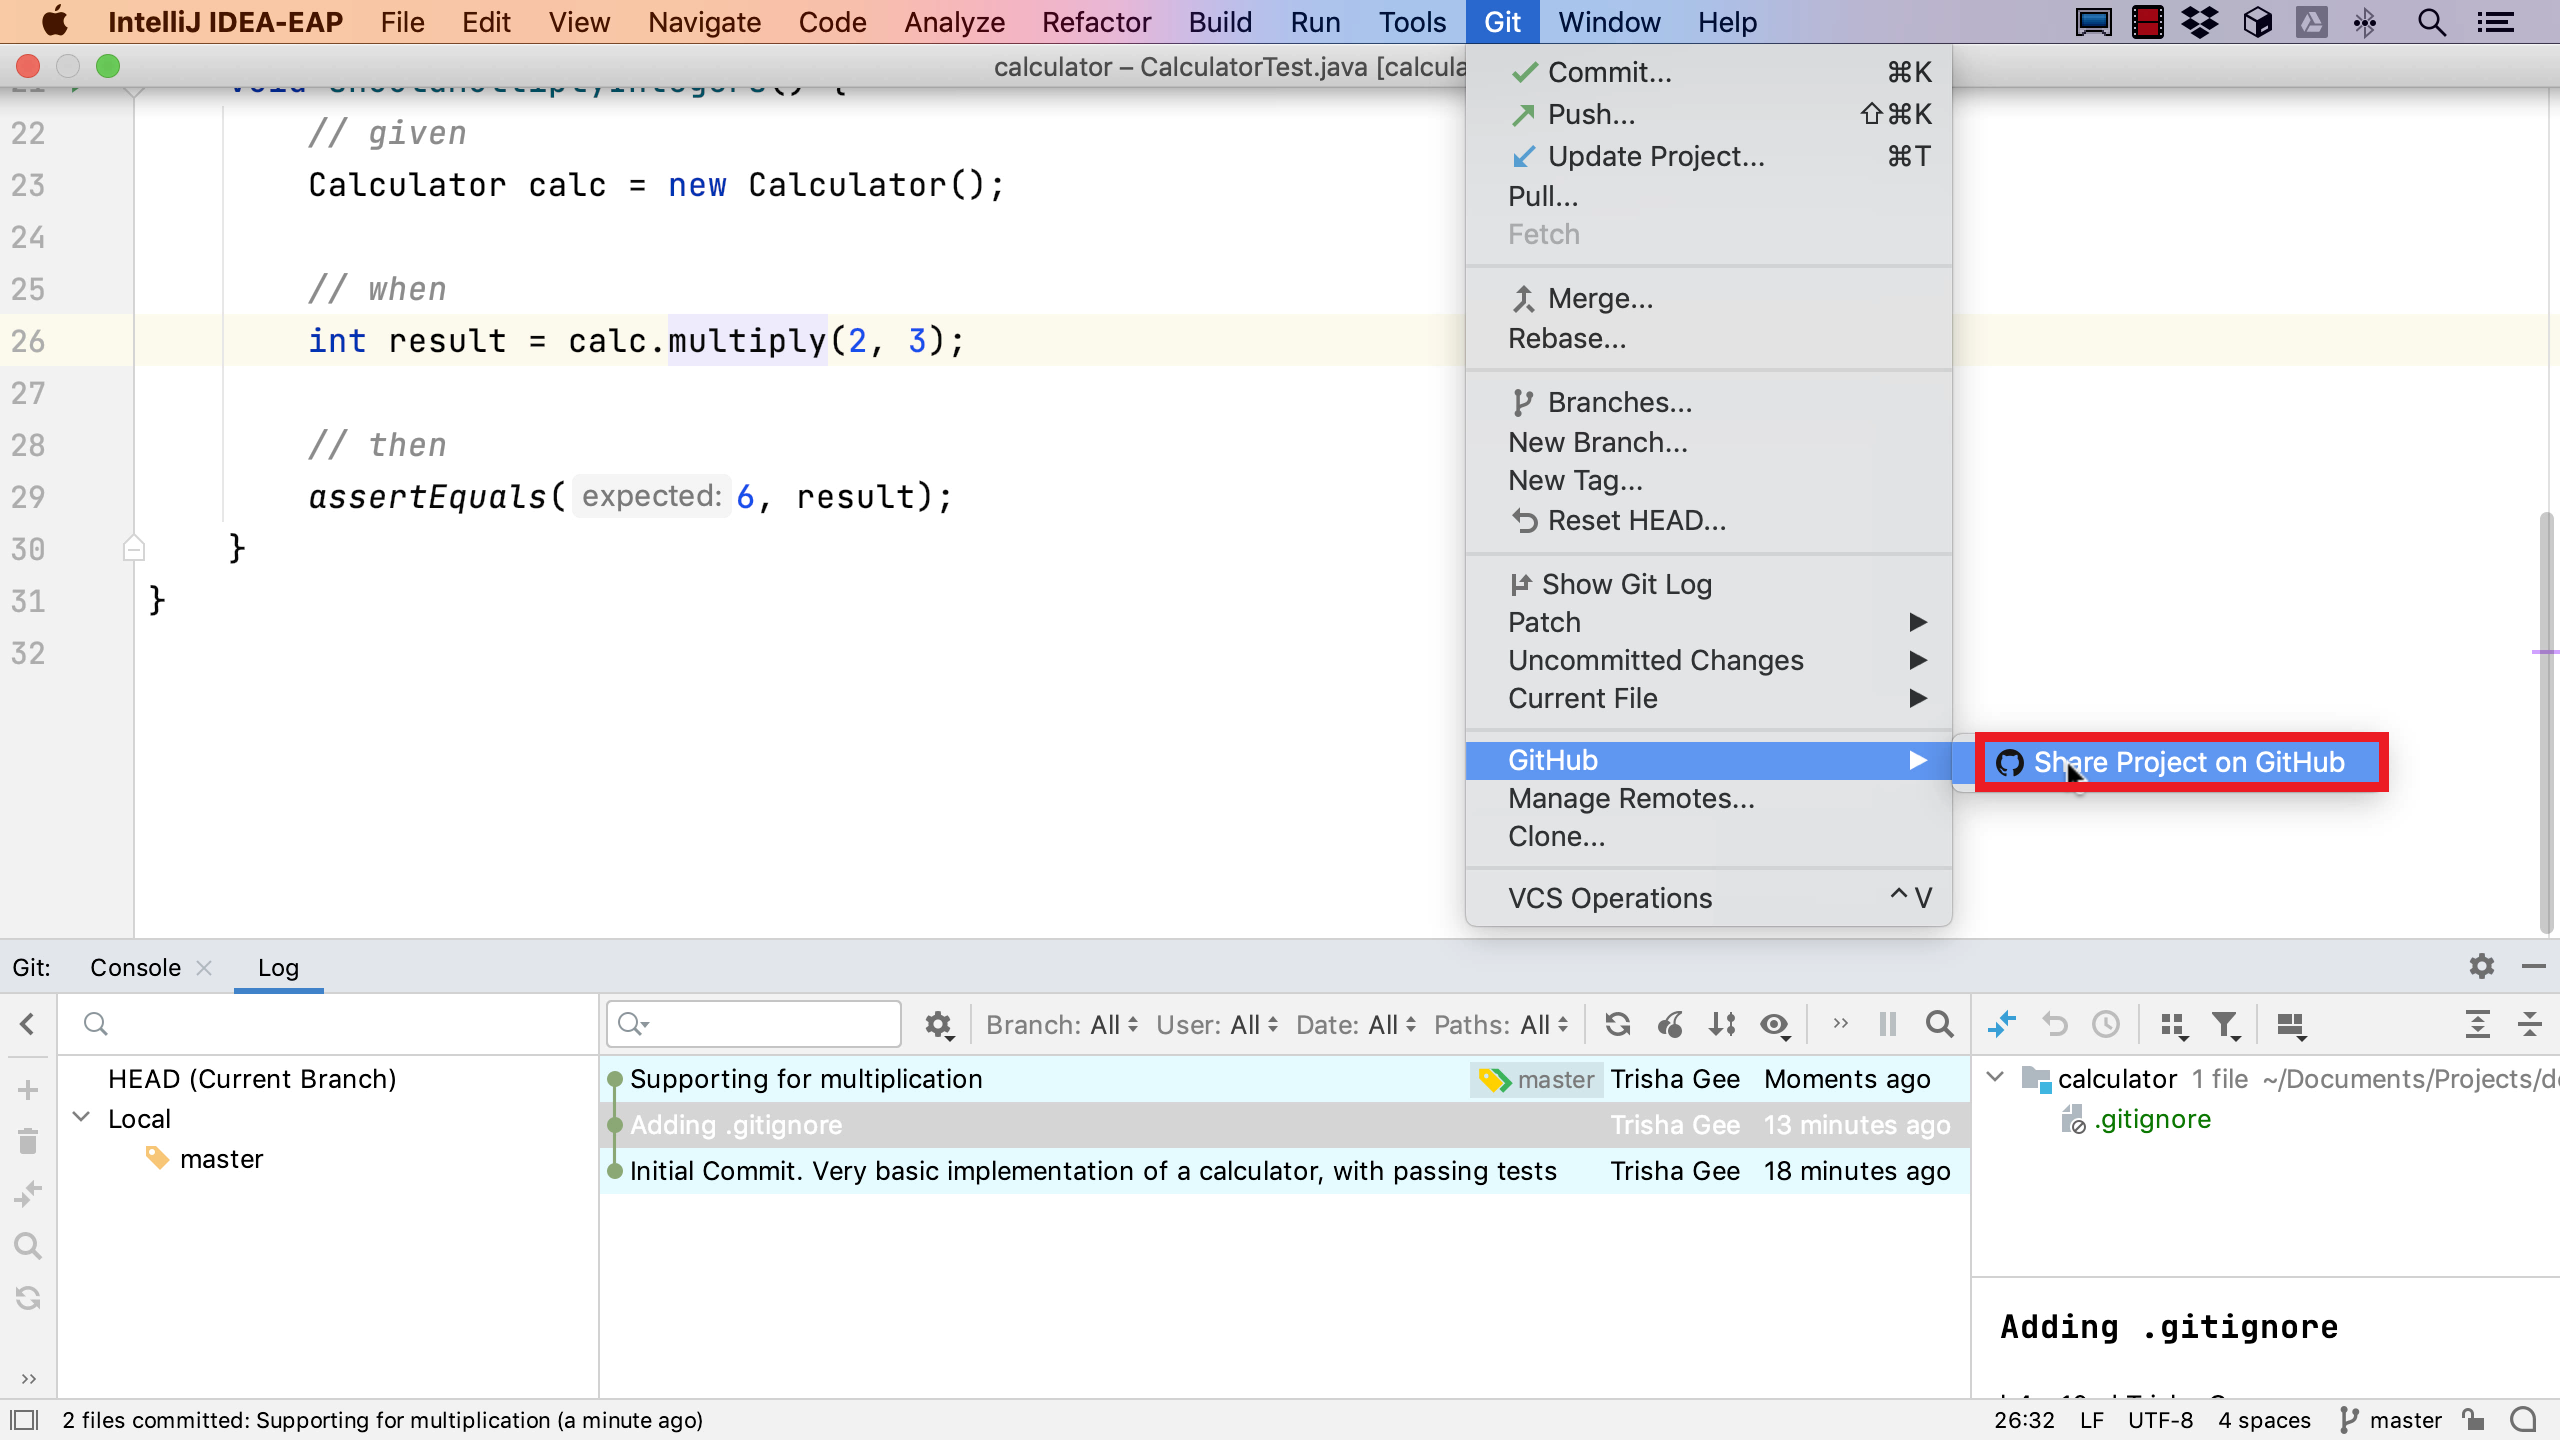 IntelliJ IDEA-EAP File Edit View Navigate Code Analyze Refactor Build Run Tools Git Window Help
calculator – CalculatorTest.java [calcula
22 // given
23 Calculator calc = new Calculator();
24
25 // when
26 int result = calc.multiply(2, 3);
27
28 // then
29 assertEquals( expected: 6, result);
30 }
31 }
32
Commit... ⌘K
Push... ⇧⌘K
Update Project... ⌘T
Pull...
Fetch
Merge...
Rebase...
Branches...
New Branch...
New Tag...
Reset HEAD...
Show Git Log
Patch
Uncommitted Changes
Current File
GitHub
Share Project on GitHub
Manage Remotes...
Clone...
VCS Operations ^V
Git: Console Log
Branch: All User: All Date: All Paths: All
HEAD (Current Branch)
Local
master
Supporting for multiplication master Trisha Gee Moments ago
Adding .gitignore Trisha Gee 13 minutes ago
Initial Commit. Very basic implementation of a calculator, with passing tests Trisha Gee 18 minutes ago
calculator 1 file ~/Documents/Projects/d
.gitignore
Adding .gitignore
2 files committed: Supporting for multiplication (a minute ago)
26:32 LF UTF-8 4 spaces master